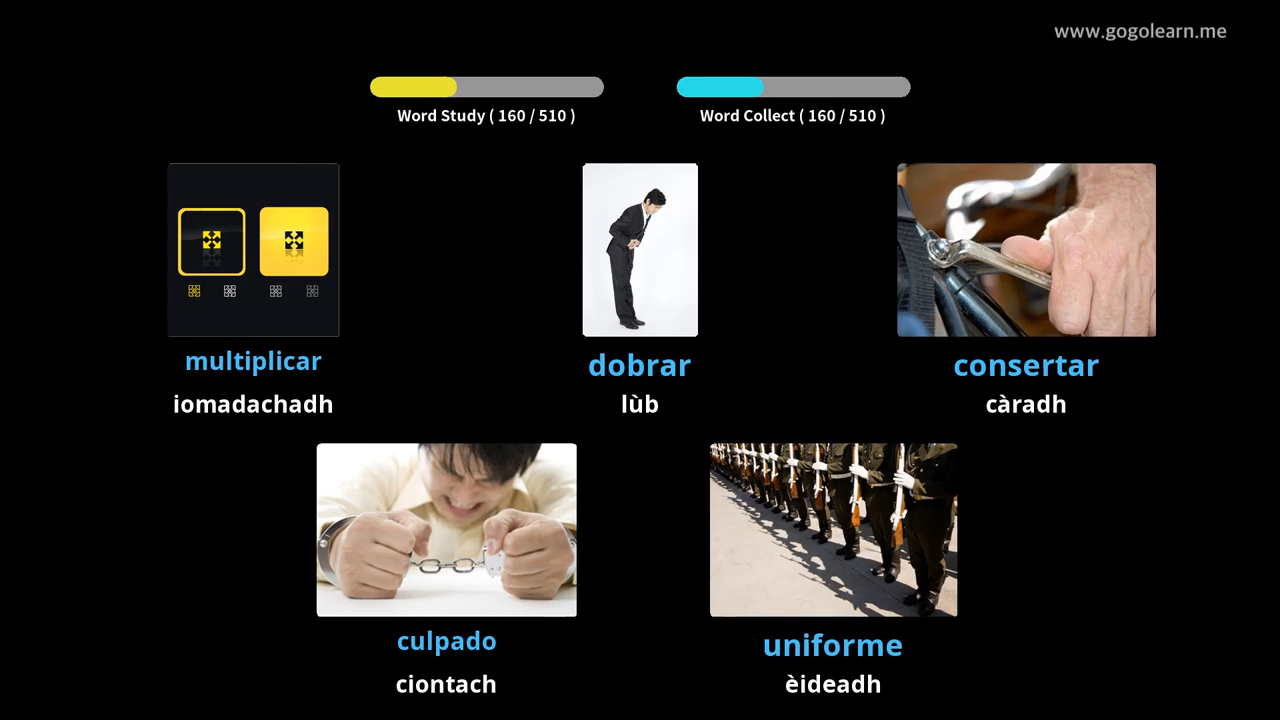 www.gogolearn.me
Word Study ( 160 / 510 )
Word Collect ( 160 / 510 )
multiplicar
iomadachadh
dobrar
lùb
consertar
càradh
culpado
ciontach
uniforme
èideadh